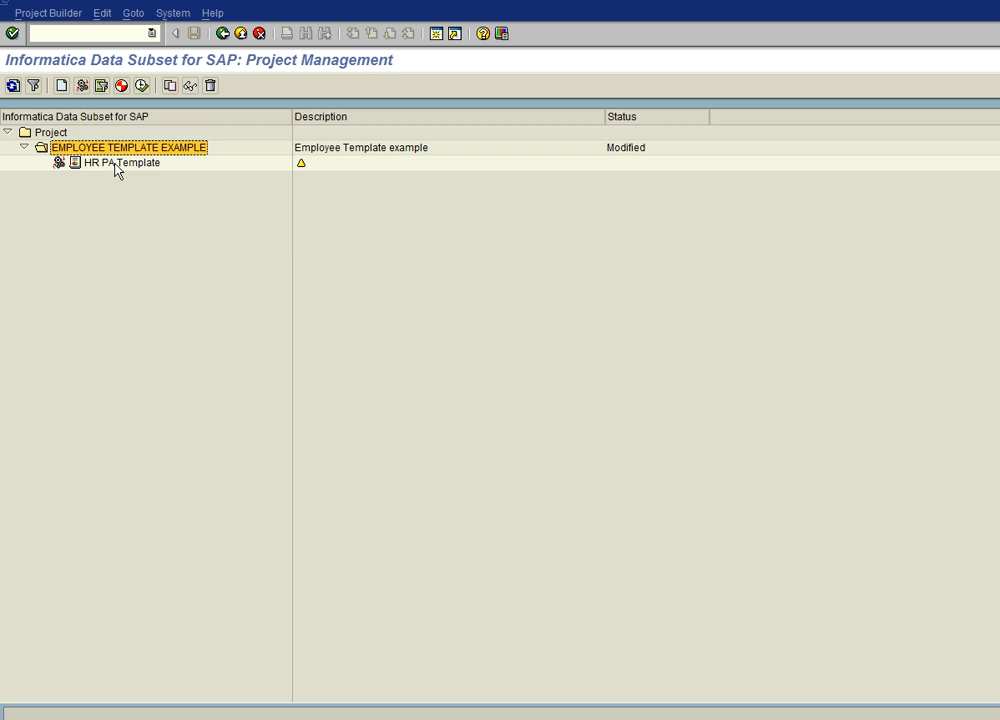 Project Builder Edit Goto System Help
Informatica Data Subset for SAP: Project Management
Informatica Data Subset for SAP Description Status
Project
EMPLOYEE TEMPLATE EXAMPLE Employee Template example Modified
HR PA Template